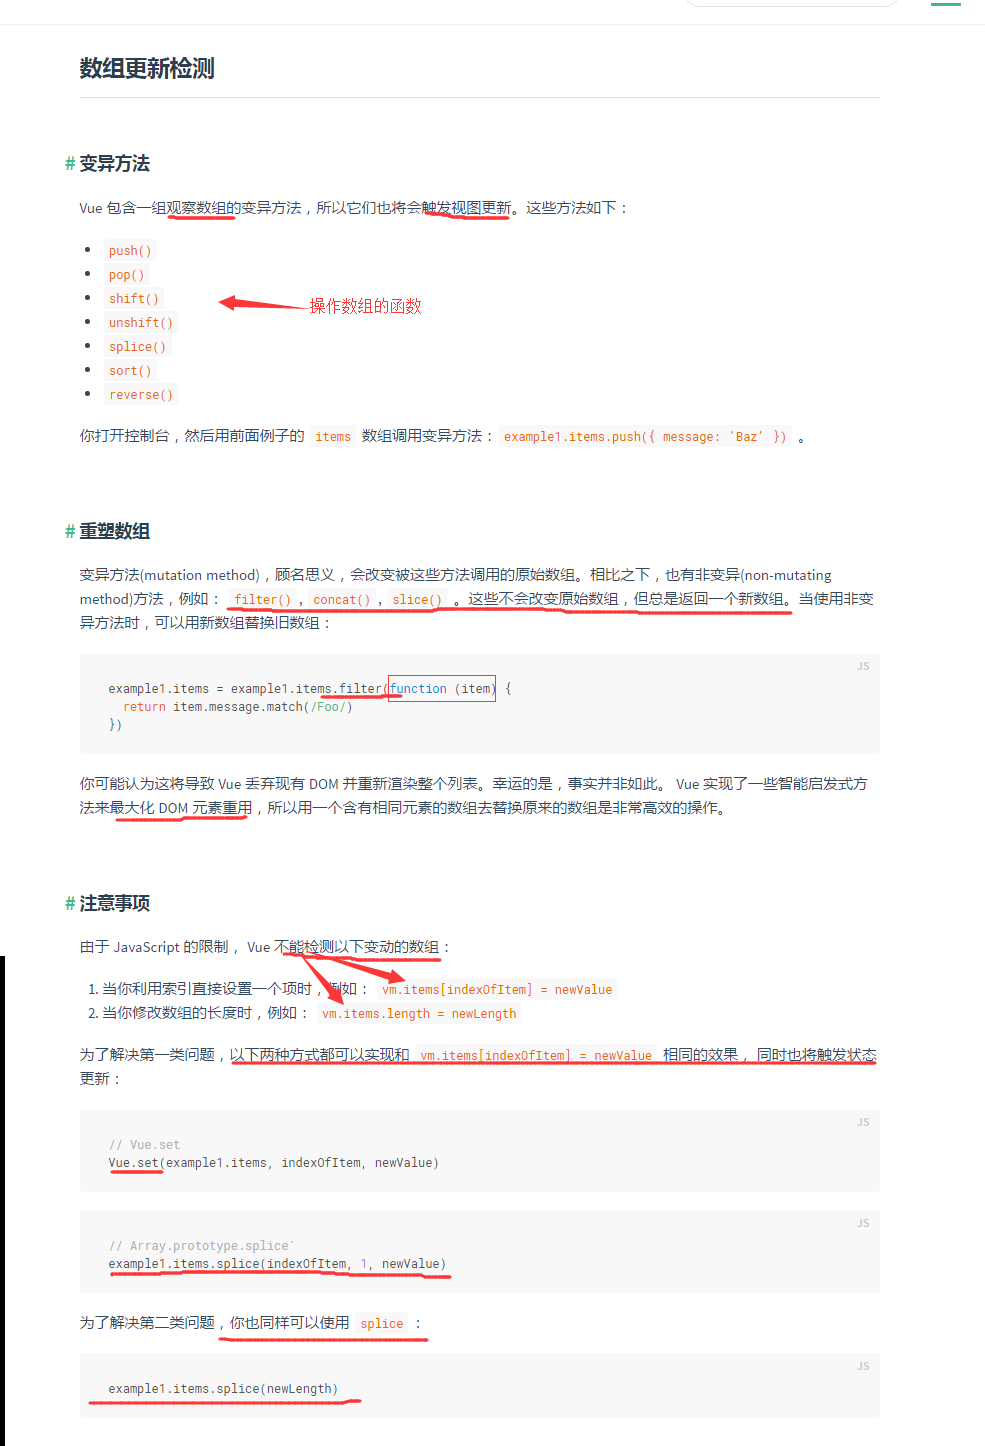 数组更新检测
# 变异方法
Vue 包含一组观察数组的变异方法，所以它们也将会触发视图更新。这些方法如下：
push()
pop()
shift()
操作数组的函数
unshift()
splice()
sort()
reverse()
你打开控制台，然后用前面例子的 items 数组调用变异方法： example1.items.push({ message: 'Baz' }) 。
# 重塑数组
变异方法(mutation method)，顾名思义，会改变被这些方法调用的原始数组。相比之下，也有非变异(non-mutating
method)方法，例如： filter(), concat(), slice() 。这些不会改变原始数组，但总是返回一个新数组。当使用非变
异方法时，可以用新数组替换旧数组：
JS
example1.items = example1.items.filter(function (item) {
return item.message.match(/Foo/)
})
你可能认为这将导致 Vue 丢弃现有 DOM 并重新渲染整个列表。幸运的是，事实并非如此。 Vue 实现了一些智能启发式方
法来最大化 DOM 元素重用，所以用一个含有相同元素的数组去替换原来的数组是非常高效的操作。
# 注意事项
由于 JavaScript 的限制， Vue 不能检测以下变动的数组：
1. 当你利用索引直接设置一个项时，例如： vm.items[indexOfItem] = newValue
2. 当你修改数组的长度时，例如： vm.items.length = newLength
为了解决第一类问题，以下两种方式都可以实现和 vm.items[indexOfItem] = newValue 相同的效果， 同时也将触发状态
更新：
JS
// Vue.set
Vue.set(example1.items, indexOfItem, newValue)
JS
// Array.prototype.splice`
example1.items.splice(indexOfItem, 1, newValue)
为了解决第二类问题，你也同样可以使用 splice ：
JS
example1.items.splice(newLength)